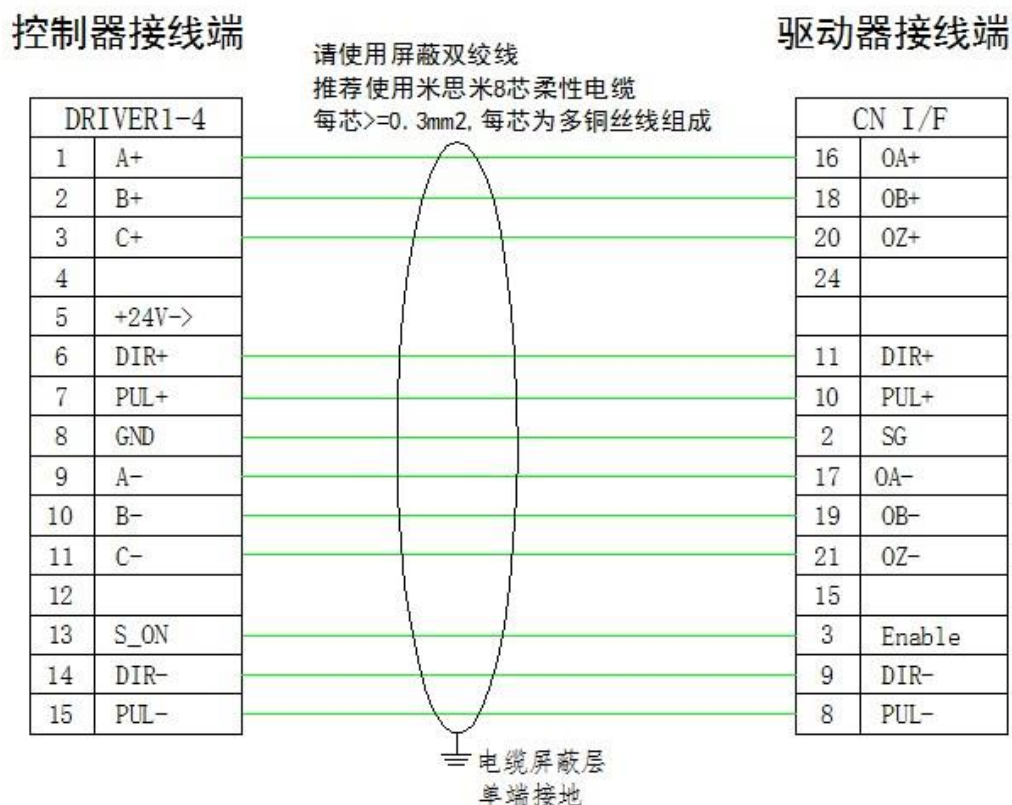 控制器接线端
驱动器接线端
请使用屏蔽双绞线
推荐使用米思米8芯柔性电缆
每芯>=0.3mm2,每芯为多铜丝线组成
DRIVER1-4
CN I/F
1 A+ 16 OA+
2 B+ 18 OB+
3 C+ 20 OZ+
4 24
5 +24V->
6 DIR+ 11 DIR+
7 PUL+ 10 PUL+
8 GND 2 SG
9 A- 17 OA-
10 B- 19 OB-
11 C- 21 OZ-
12 15
13 S_ON 3 Enable
14 DIR- 9 DIR-
15 PUL- 8 PUL-
电缆屏蔽层
单端接地